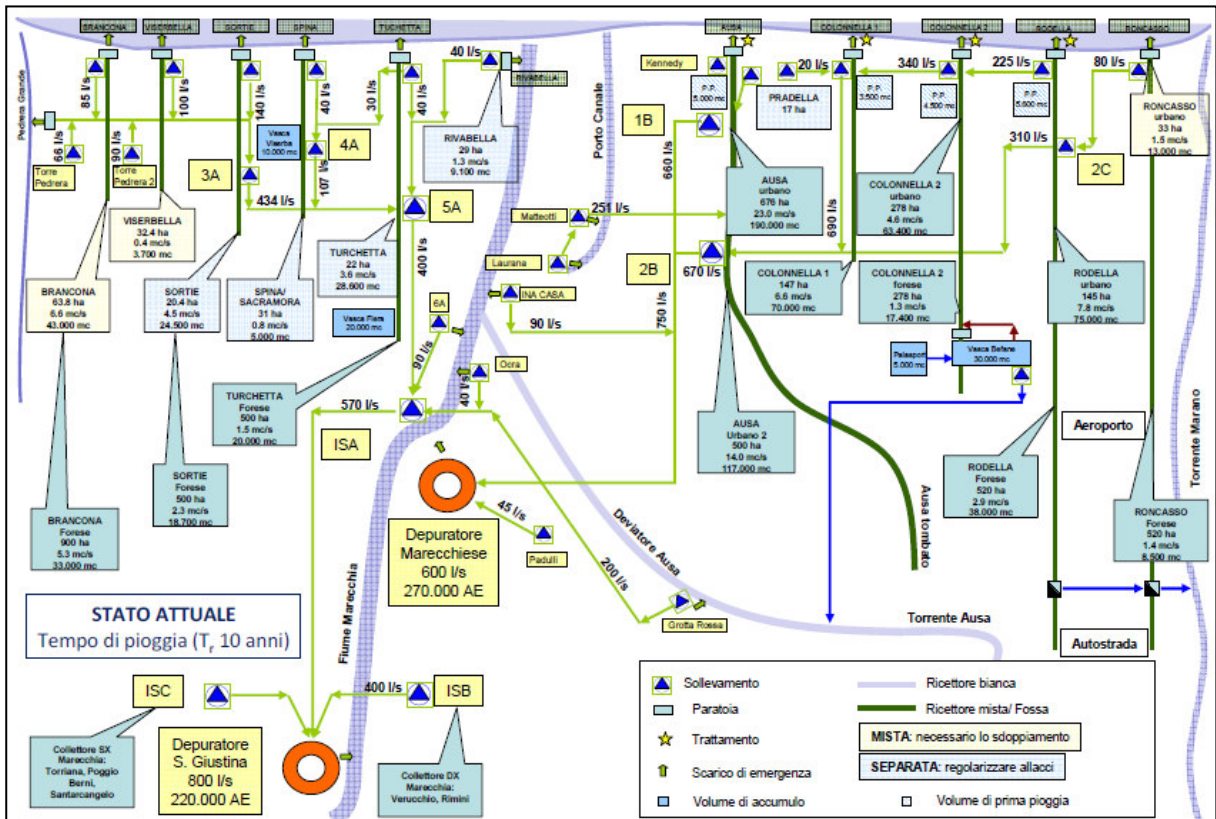 BRANCONA
VISERBELLA
SORTIE
SPINA
TUCHETTA
AUSA
COLONNELLA 1
COLONNELLA 2
RODELLA
RONCASSO
RIVABELLA
Pedrera Grande
85 l/s
100 l/s
140 l/s
40 l/s
30 l/s
40 l/s
40 l/s
Kennedy
P.P.
5.000 mc
20 l/s
PRADELLA
17 ha
P.P.
3.500 mc
340 l/s
P.P.
4.500 mc
225 l/s
P.P.
5.600 mc
80 l/s
RONCASSO
urbano
33 ha
1.5 mc/s
13.000 mc
66 l/s
Torre
Pedrera
90 l/s
Torre
Pedrera 2
3A
Vasca
Viserba
10.000 mc
4A
107 l/s
434 l/s
5A
RIVABELLA
29 ha
1.3 mc/s
9.100 mc
Porto Canale
1B
660 l/s
Matteotti
251 l/s
Laurana
2B
670 l/s
INA CASA
90 l/s
750 l/s
AUSA
urbano
676 ha
23.0 mc/s
190.000 mc
690 l/s
COLONNELLA 2
urbano
278 ha
4.6 mc/s
63.400 mc
310 l/s
2C
VISERBELLA
32.4 ha
0.4 mc/s
3.700 mc
BRANCONA
63.8 ha
6.6 mc/s
43.000 mc
SORTIE
20.4 ha
4.5 mc/s
24.500 mc
SPINA/
SACRAMORA
31 ha
0.8 mc/s
5.000 mc
TURCHETTA
22 ha
3.6 mc/s
28.600 mc
Vasca Fiera
20.000 mc
400 l/s
6A
90 l/s
Ocra
40 l/s
COLONNELLA 1
147 ha
6.6 mc/s
70.000 mc
COLONNELLA 2
forese
278 ha
1.3 mc/s
17.400 mc
RODELLA
urbano
145 ha
7.8 mc/s
75.000 mc
Palasport
5.000 mc
Vasca Befane
30.000 mc
TURCHETTA
Forese
500 ha
1.5 mc/s
20.000 mc
570 l/s
ISA
AUSA
Urbano 2
500 ha
14.0 mc/s
117.000 mc
Aeroporto
Torrente Marano
SORTIE
Forese
500 ha
2.3 mc/s
18.700 mc
BRANCONA
Forese
900 ha
5.3 mc/s
33.000 mc
Depuratore
Marecchiese
600 l/s
270.000 AE
45 l/s
Padulli
200 l/s
Deviatore Ausa
Ausa tombato
RODELLA
Forese
520 ha
2.9 mc/s
38.000 mc
RONCASSO
Forese
520 ha
1.4 mc/s
8.500 mc
STATO ATTUALE
Tempo di pioggia (Tr 10 anni)
Fiume Marecchia
Grotta Rossa
Torrente Ausa
Autostrada
ISC
400 l/s
ISB
Collettore SX
Marecchia:
Torriana, Poggio
Berni,
Santarcangelo
Depuratore
S. Giustina
800 l/s
220.000 AE
Collettore DX
Marecchia:
Verucchio, Rimini
Sollevamento
Ricettore bianca
Paratoia
Ricettore mista/ Fossa
Trattamento
MISTA: necessario lo sdoppiamento
Scarico di emergenza
SEPARATA: regolarizzare allacci
Volume di accumulo
Volume di prima pioggia